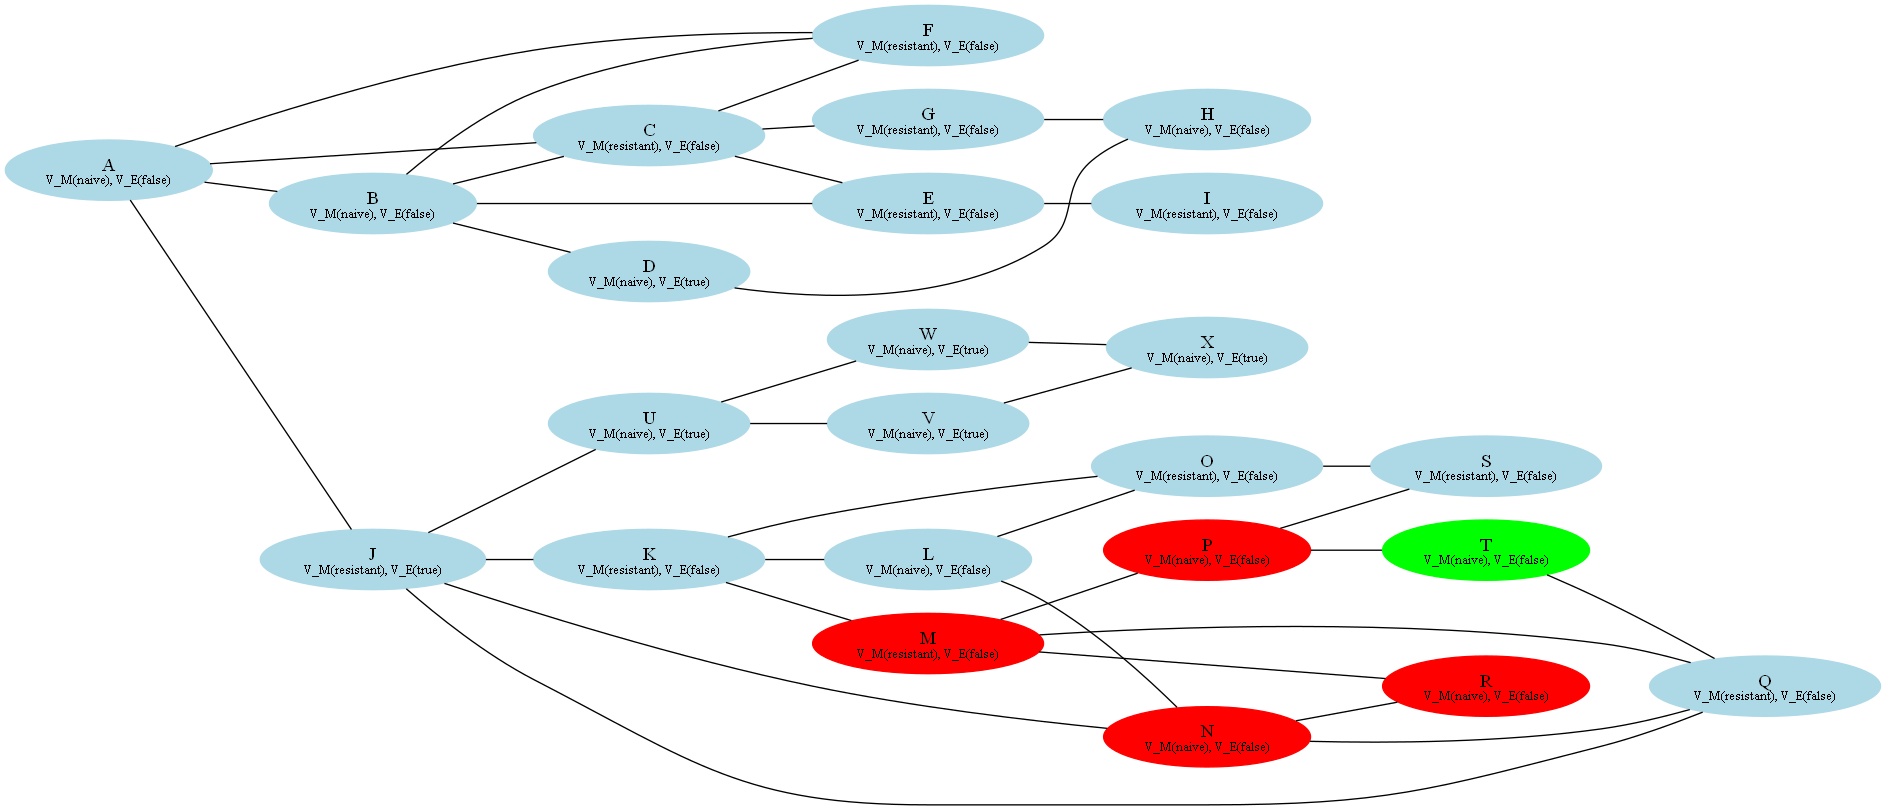 F
V_M(resistant), V_E(false)
G
V_M(resistant), V_E(false)
H
V_M(naive), V_E(false)
C
V_M(resistant), V_E(false)
A
V_M(naive), V_E(false)
B
V_M(naive), V_E(false)
E
V_M(resistant), V_E(false)
I
V_M(resistant), V_E(false)
D
V_M(naive), V_E(true)
W
V_M(naive), V_E(true)
X
V_M(naive), V_E(true)
U
V_M(naive), V_E(true)
V
V_M(naive), V_E(true)
O
V_M(resistant), V_E(false)
S
V_M(resistant), V_E(false)
J
V_M(resistant), V_E(true)
K
V_M(resistant), V_E(false)
L
V_M(naive), V_E(false)
P
V_M(naive), V_E(false)
T
V_M(naive), V_E(false)
M
V_M(resistant), V_E(false)
R
V_M(naive), V_E(false)
Q
V_M(resistant), V_E(false)
N
V_M(naive), V_E(false)